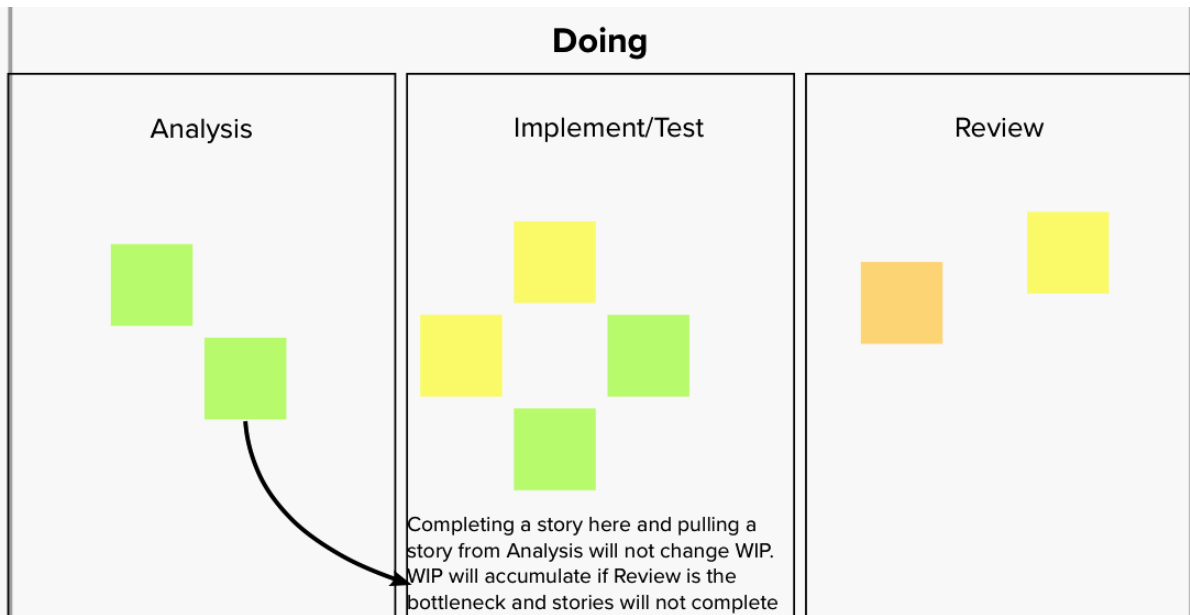 Doing
Analysis
Implement/Test
Review
Completing a story here and pulling a
story from Analysis will not change WIP.
WIP will accumulate if Review is the
bottleneck and stories will not complete